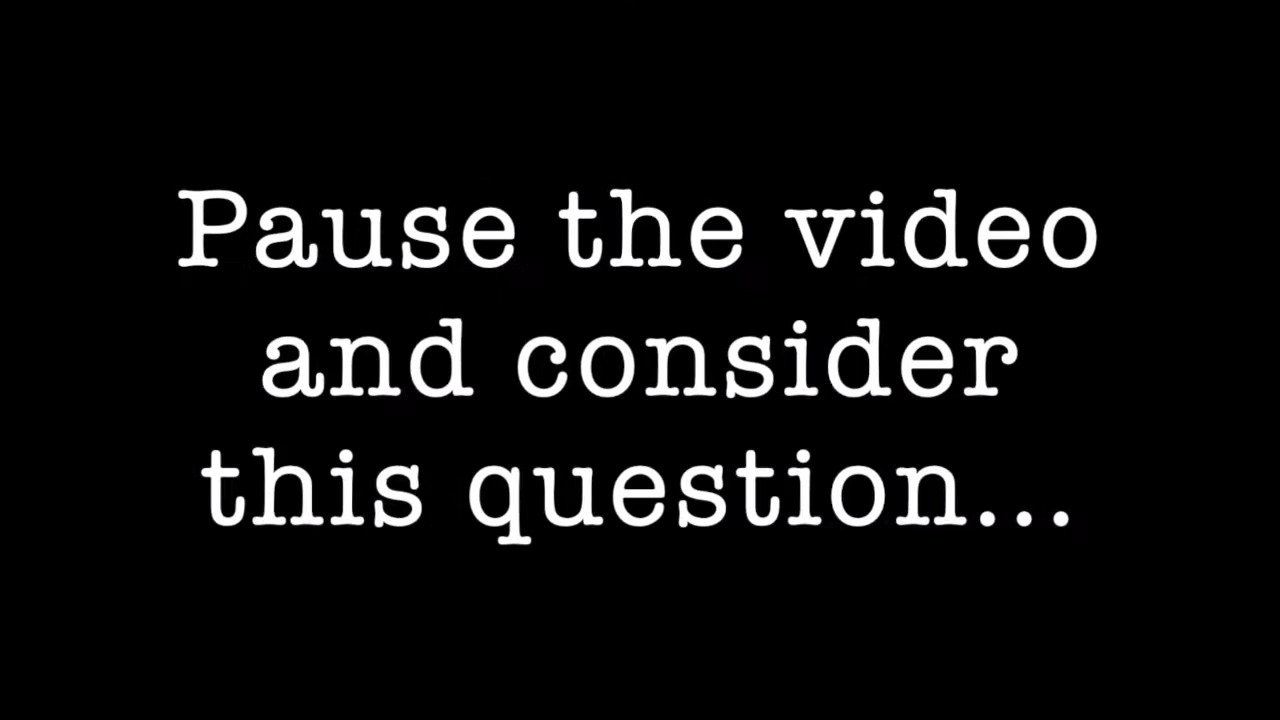 Pause the video
and consider
this question...